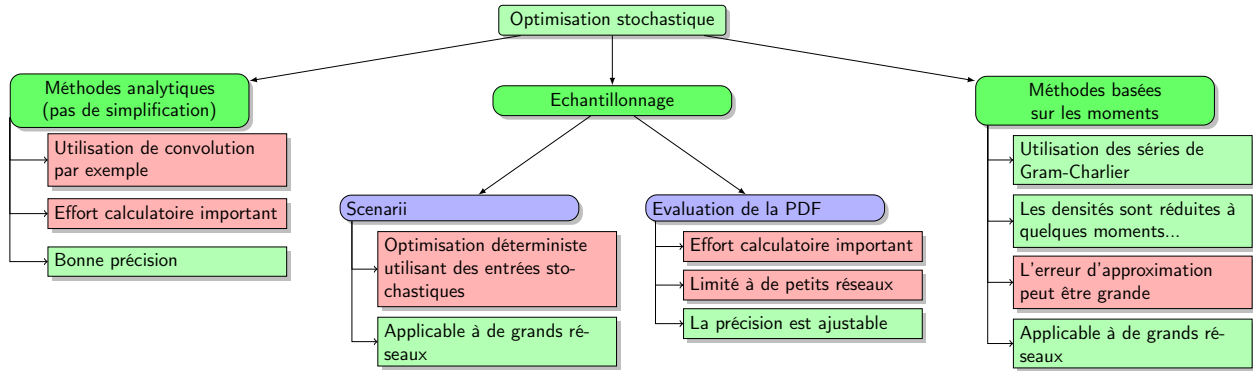 Optimisation stochastique
Méthodes analytiques
(pas de simplification)
Utilisation de convolution
par exemple
Effort calculatoire important
Bonne précision
Echantillonnage
Scenarii
Optimisation déterministe
utilisant des entrées sto-
chastiques
Applicable à de grands ré-
seaux
Evaluation de la PDF
Effort calculatoire important
Limité à de petits réseaux
La précision est ajustable
Méthodes basées
sur les moments
Utilisation des séries de
Gram-Charlier
Les densités sont réduites à
quelques moments...
L'erreur d'approximation
peut être grande
Applicable à de grands ré-
seaux